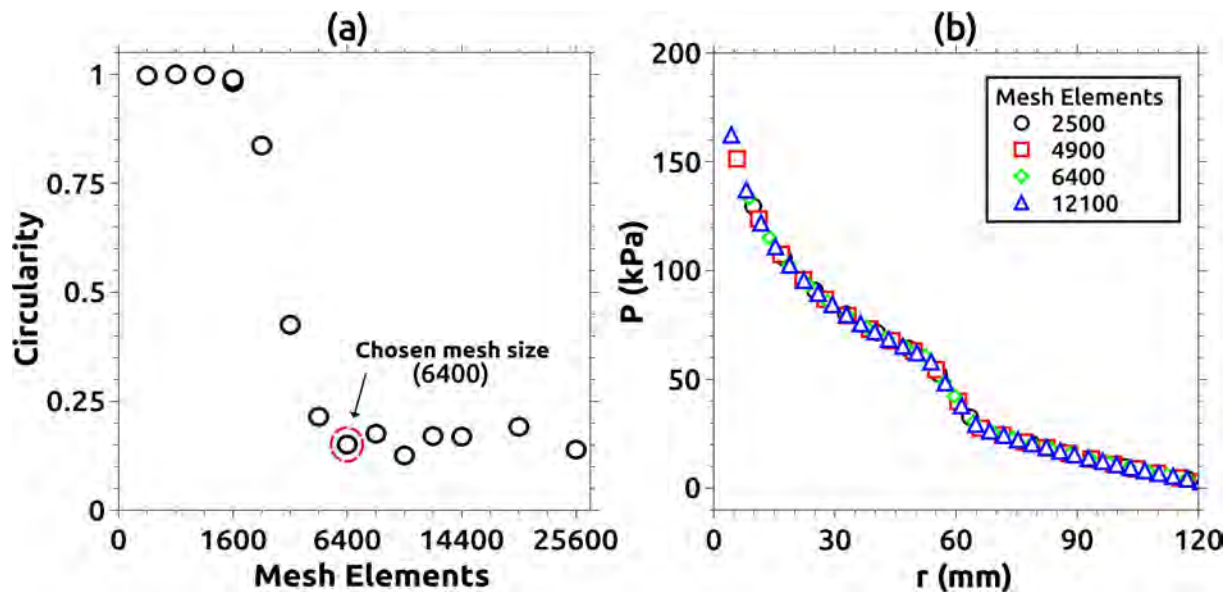 (a)
Circularity
1
0.75
0.5
0.25
0
Chosen mesh size
(6400)
0 1600 6400 14400 25600
Mesh Elements
(b)
P (kPa)
200
150
100
50
0
Mesh Elements
2500
4900
6400
12100
0 30 60 90 120
r (mm)